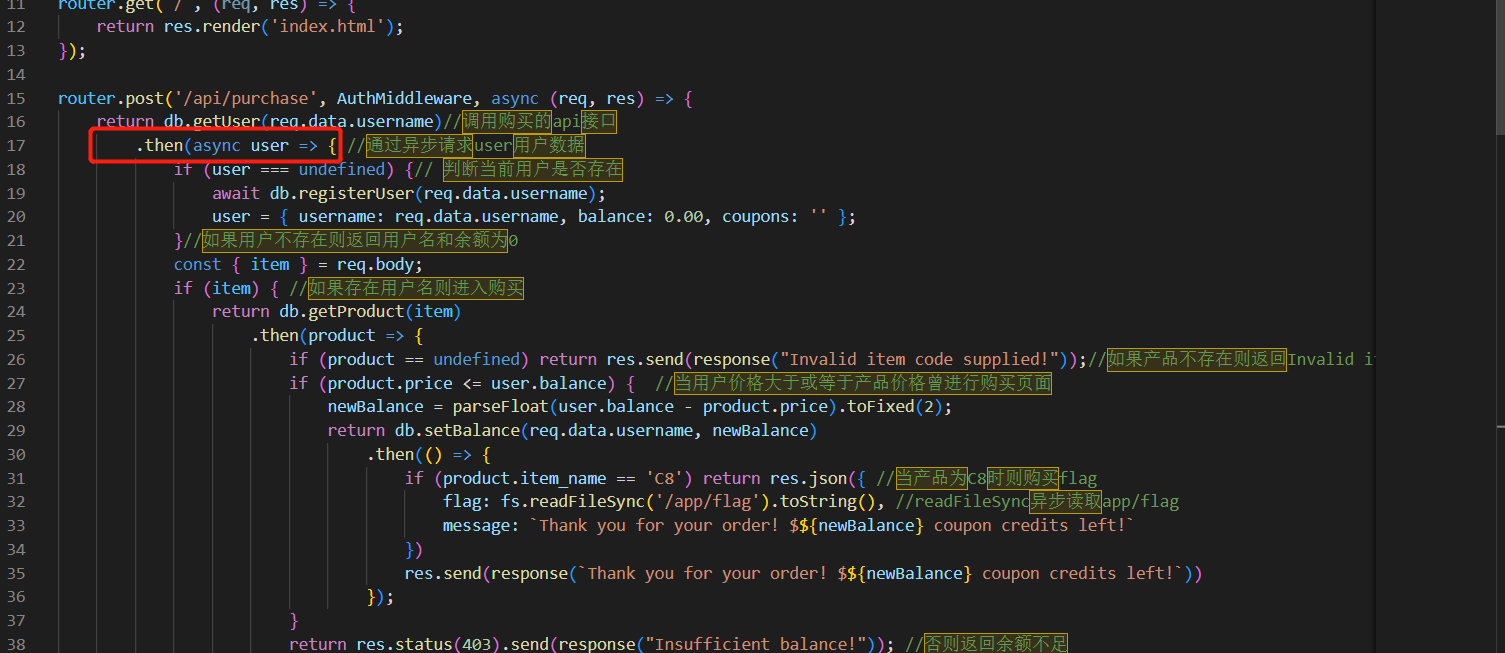 11 router.get('/', (req, res) => {
12 return res.render('index.html');
13 });
14
15 router.post('/api/purchase', AuthMiddleware, async (req, res) => {
16 return db.getUser(req.data.username)//调用购买的api接口
17 .then(async user => { //通过异步请求user用户数据
18 if (user === undefined) {// 判断当前用户是否存在
19 await db.registerUser(req.data.username);
20 user = { username: req.data.username, balance: 0.00, coupons: '' };
21 }//如果用户不存在则返回用户名和余额为0
22 const { item } = req.body;
23 if (item) { //如果存在用户名则进入购买
24 return db.getProduct(item)
25 .then(product => {
26 if (product == undefined) return res.send(response("Invalid item code supplied!"));//如果产品不存在则返回Invalid it
27 if (product.price <= user.balance) { //当用户价格大于或等于产品价格曾进行购买页面
28 newBalance = parseFloat(user.balance - product.price).toFixed(2);
29 return db.setBalance(req.data.username, newBalance)
30 .then(() => {
31 if (product.item_name == 'C8') return res.json({ //当产品为C8时则购买flag
32 flag: fs.readFileSync('/app/flag').toString(), //readFileSync异步读取app/flag
33 message: `Thank you for your order! $${newBalance} coupon credits left!`
34 })
35 res.send(response(`Thank you for your order! $${newBalance} coupon credits left!`))
36 });
37 }
38 return res.status(403).send(response("Insufficient balance!")); //否则返回余额不足